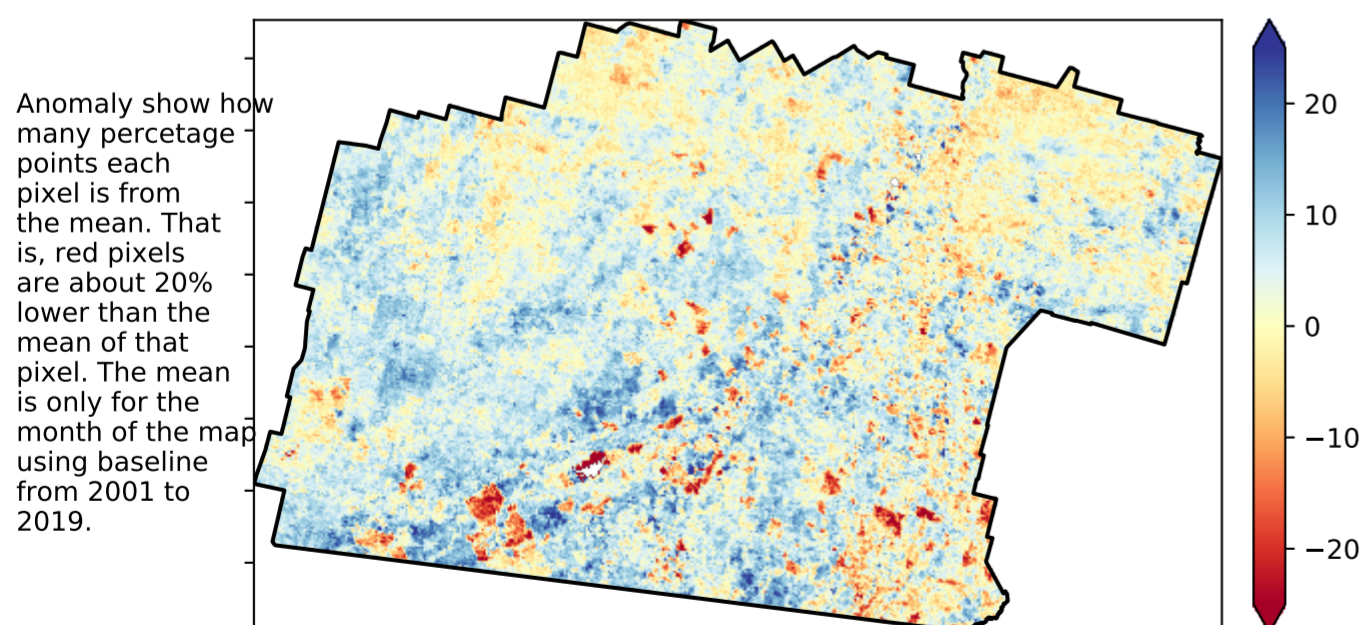 Anomaly show how
many percetage
points each
pixel is from
the mean. That
is, red pixels
are about 20%
lower than the
mean of that
pixel. The mean
is only for the
month of the map
using baseline
from 2001 to
2019.
20
10
0
−10
−20